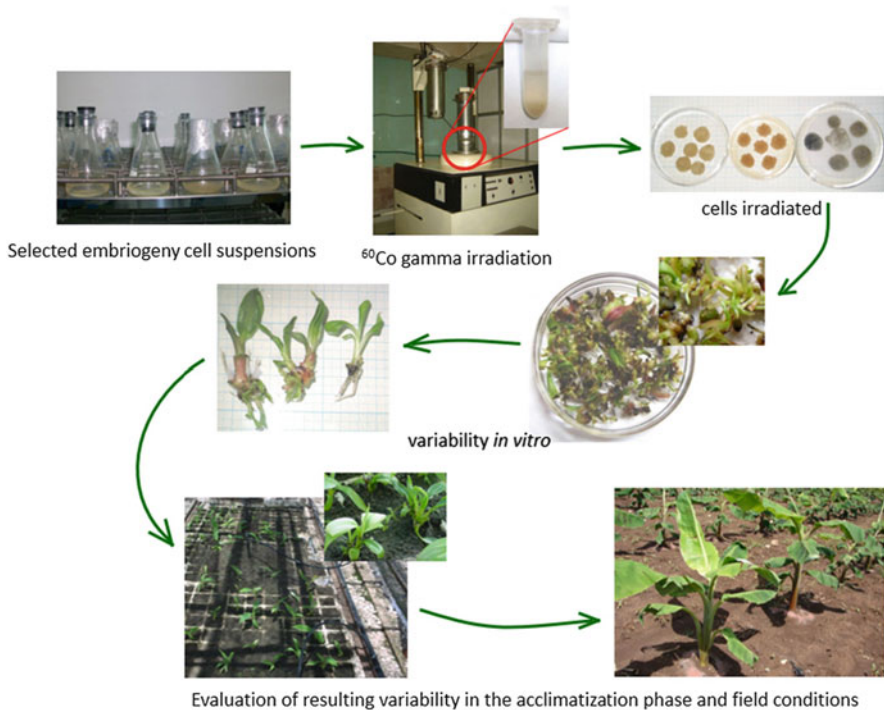 Selected embriogeny cell suspensions
⁶⁰Co gamma irradiation
cells irradiated
variability in vitro
Evaluation of resulting variability in the acclimatization phase and field conditions